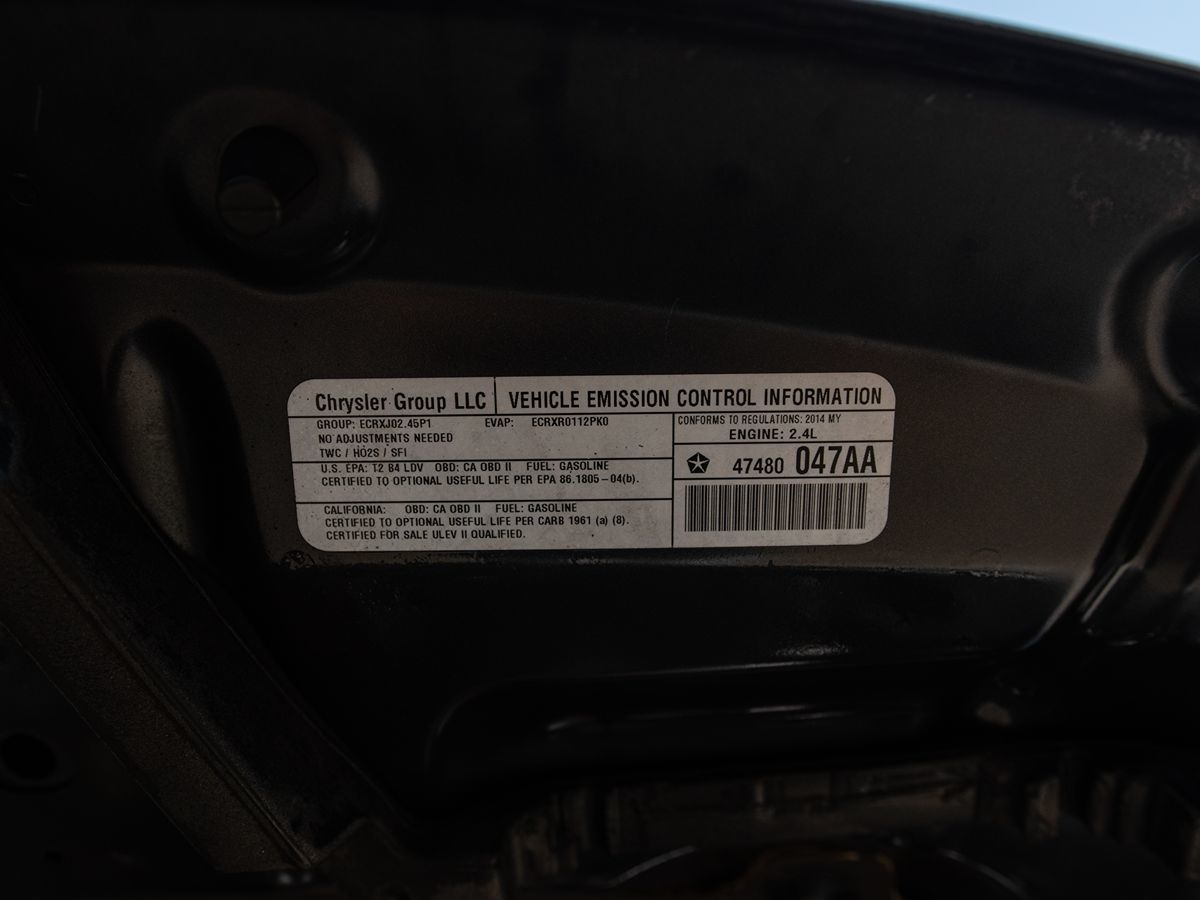 Chrysler Group LLC VEHICLE EMISSION CONTROL INFORMATION
GROUP: ECRXJ02.45P1 EVAP: ECRXR0112PK0
NO ADJUSTMENTS NEEDED
TWC / HO2S / SFI
U.S. EPA: T2 B4 LDV OBD: CA OBD II FUEL: GASOLINE
CERTIFIED TO OPTIONAL USEFUL LIFE PER EPA 86.1805-04(b).
CALIFORNIA: OBD: CA OBD II FUEL: GASOLINE
CERTIFIED TO OPTIONAL USEFUL LIFE PER CARB 1961 (a) (8).
CERTIFIED FOR SALE ULEV II QUALIFIED.
CONFORMS TO REGULATIONS: 2014 MY
ENGINE: 2.4L
47480 047AA